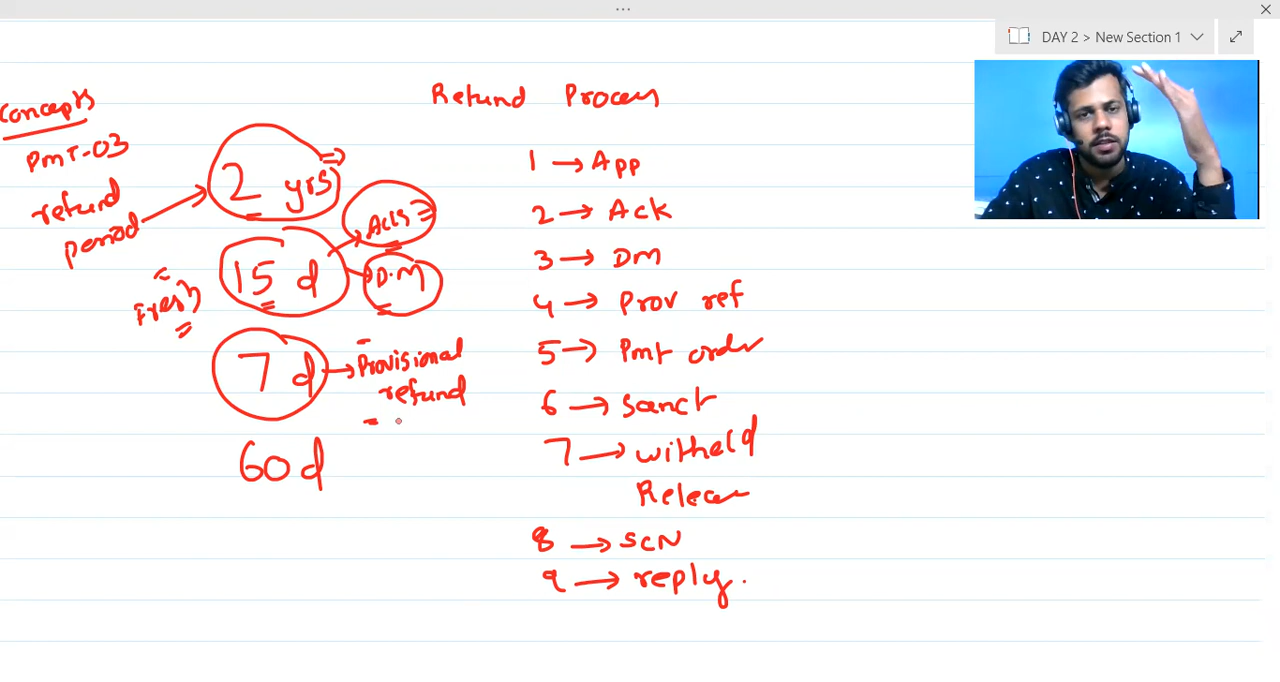 DAY 2 > New Section 1
Concepts
PMT-03
refund
period
2 yrs
15 d
Ack
D.M
Fresh
7 d
Provisional
refund
60 d
Refund Process
1 → App
2 → Ack
3 → DM
4 → Prov ref
5 → Pmt order
6 → Sanct
7 → witheld
Release
8 → SCN
9 → reply.